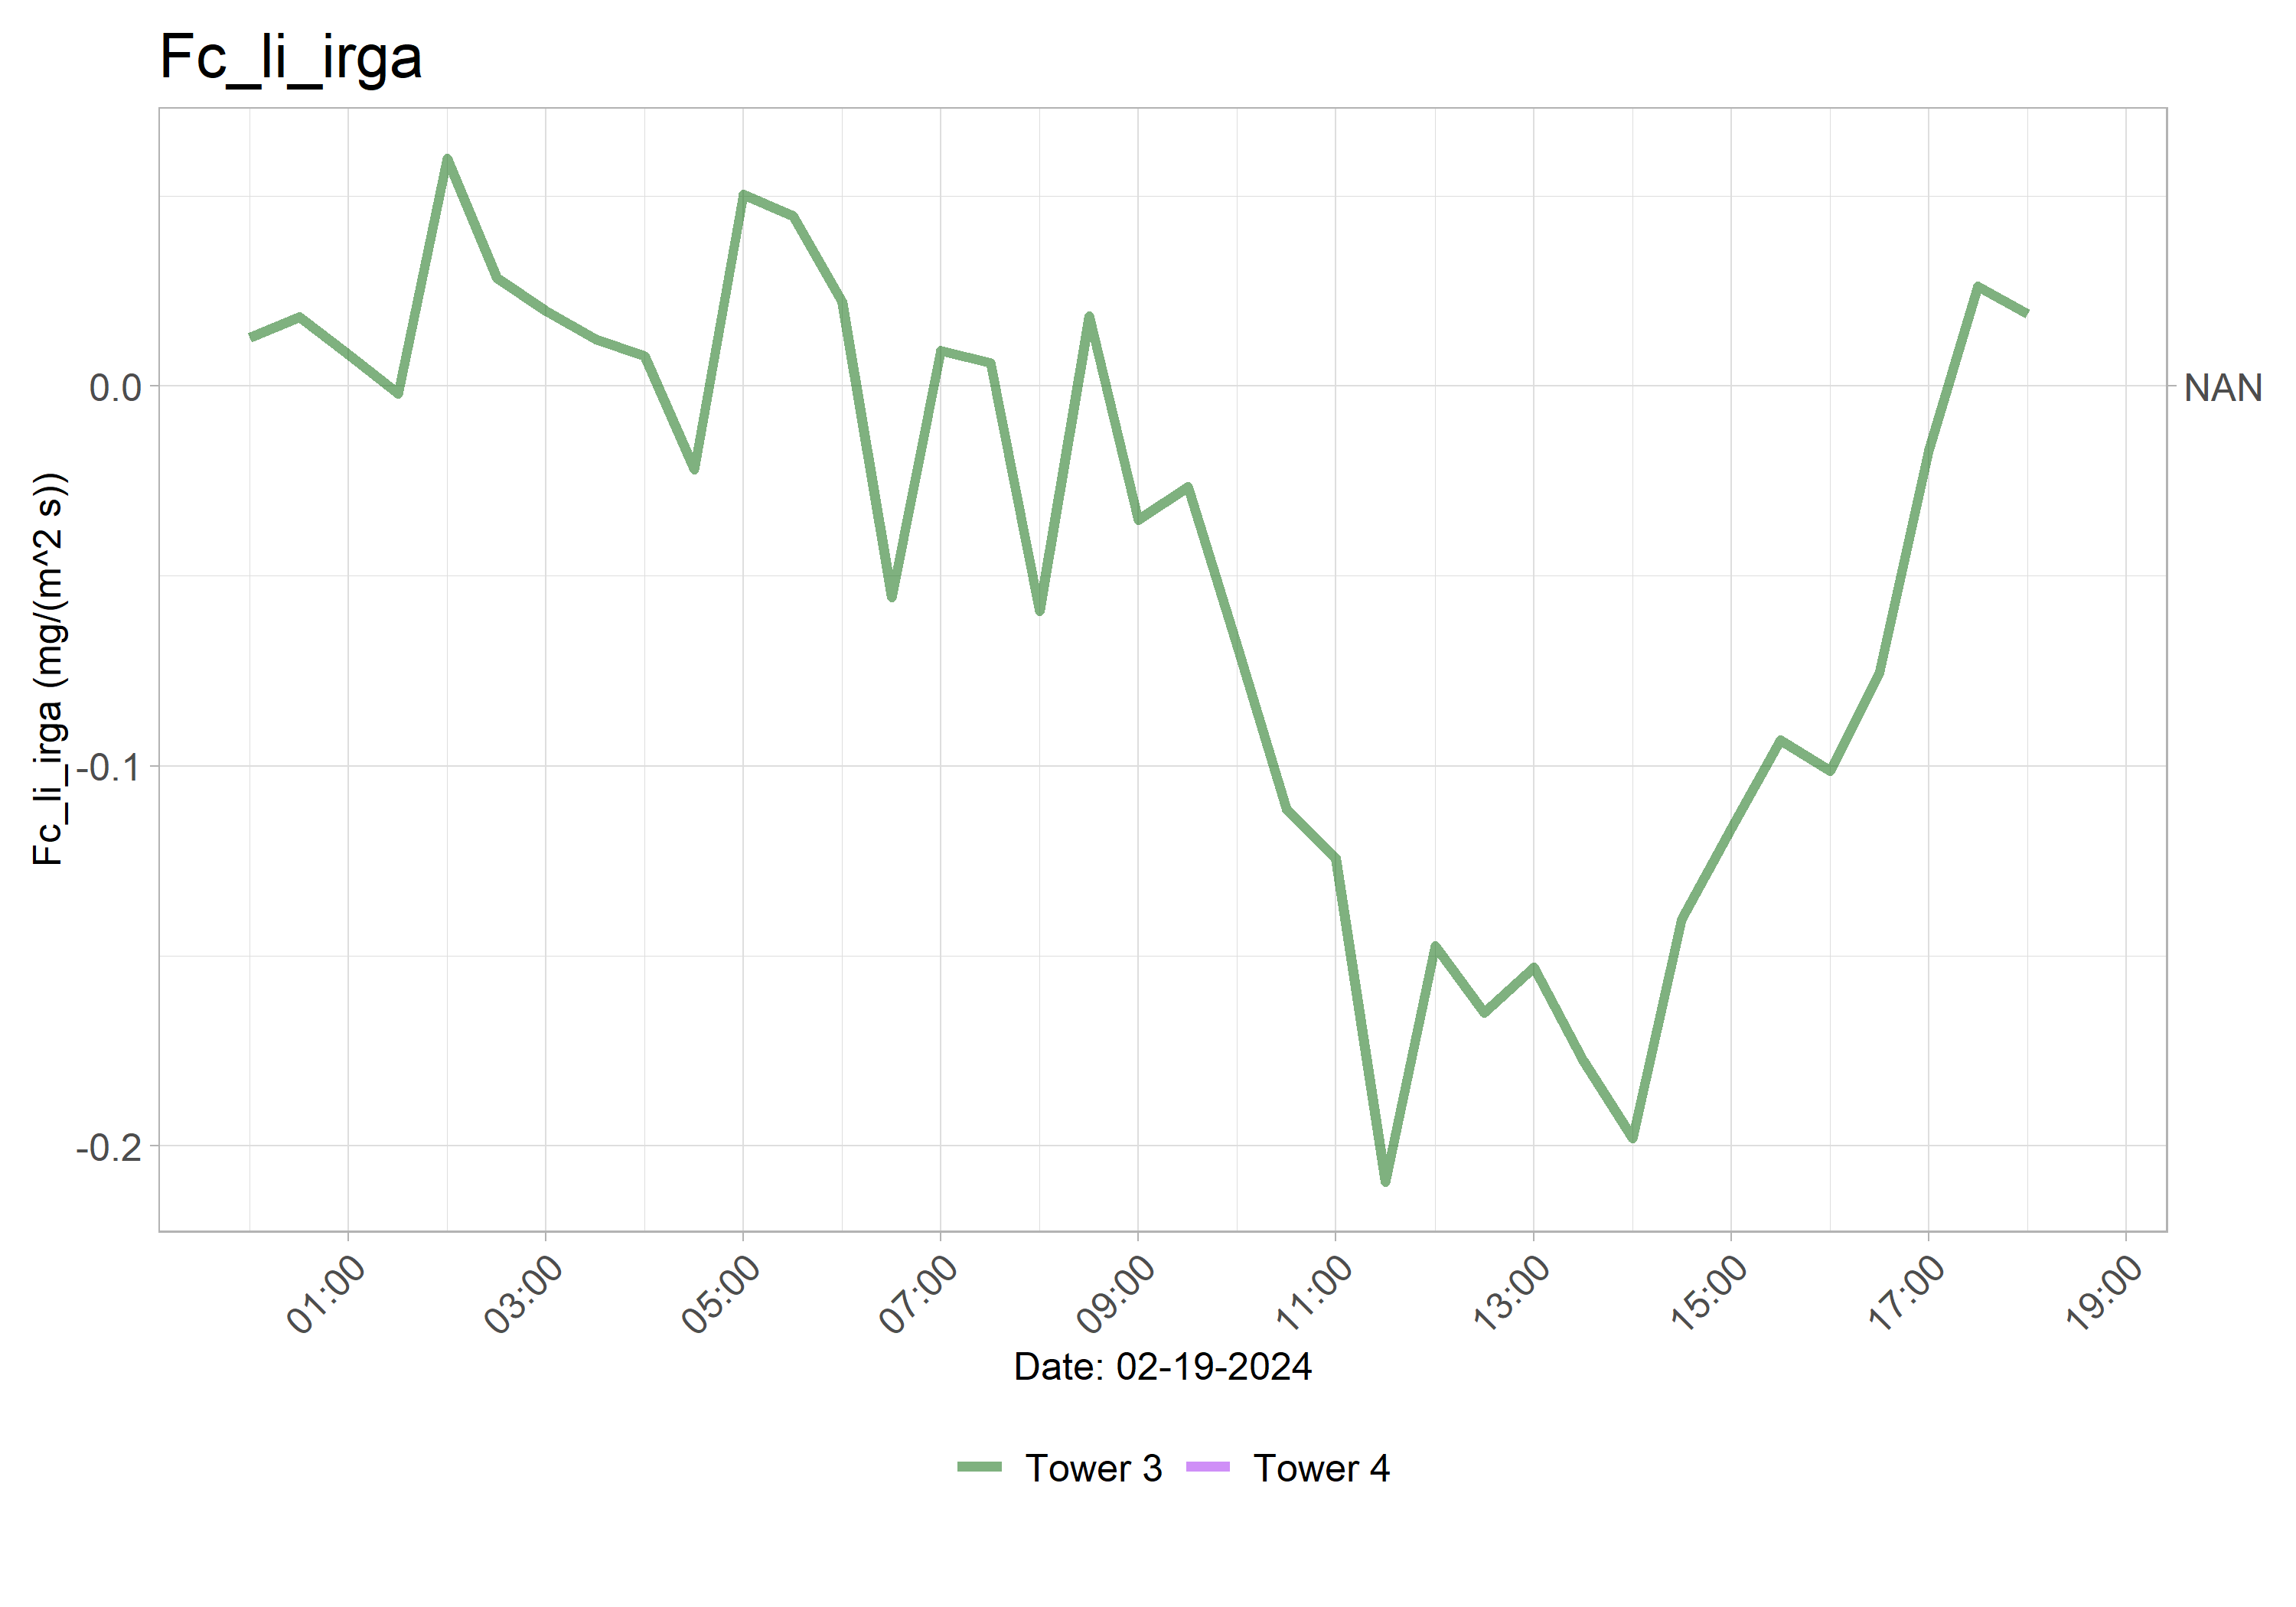 Fc_li_irga
Fc_li_irga (mg/(m^2 s))
0.0
-0.1
-0.2
NAN
01:00 03:00 05:00 07:00 09:00 11:00 13:00 15:00 17:00 19:00
Date: 02-19-2024
Tower 3 Tower 4